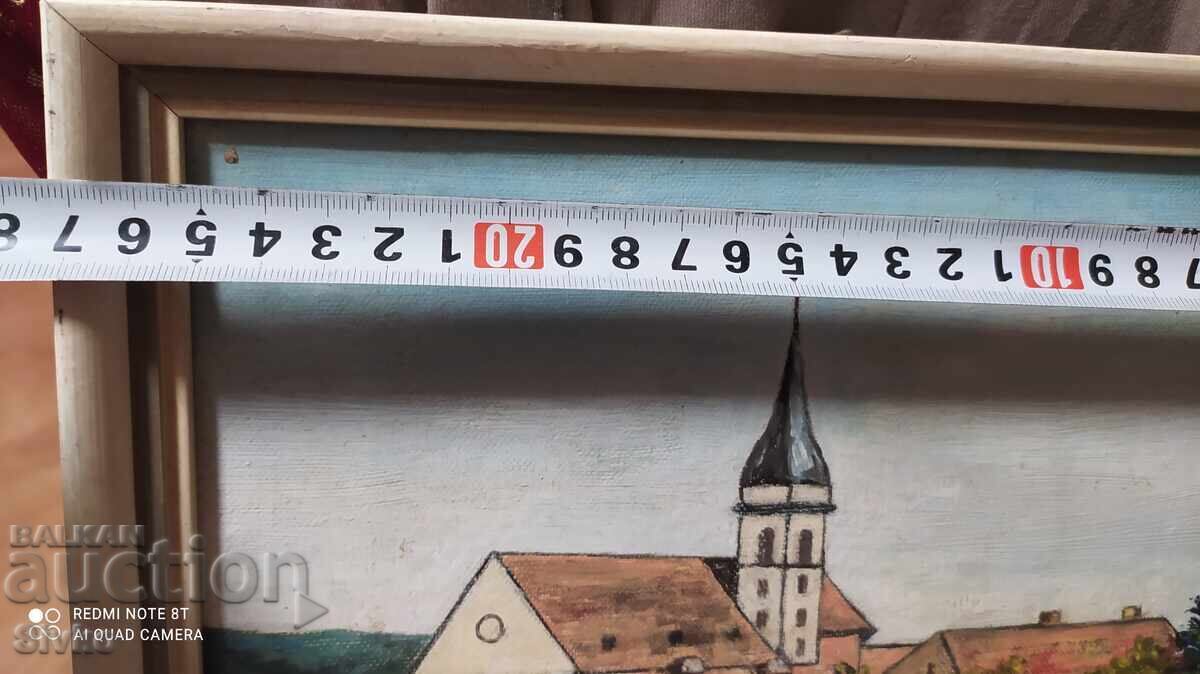 8 7 6 5 4 3 2 1 20 9 8 7 6 5 4 3 2 1 10 9 8 7
BALKAN
auction
REDMI NOTE 8T
AI QUAD CAMERA
Sivko